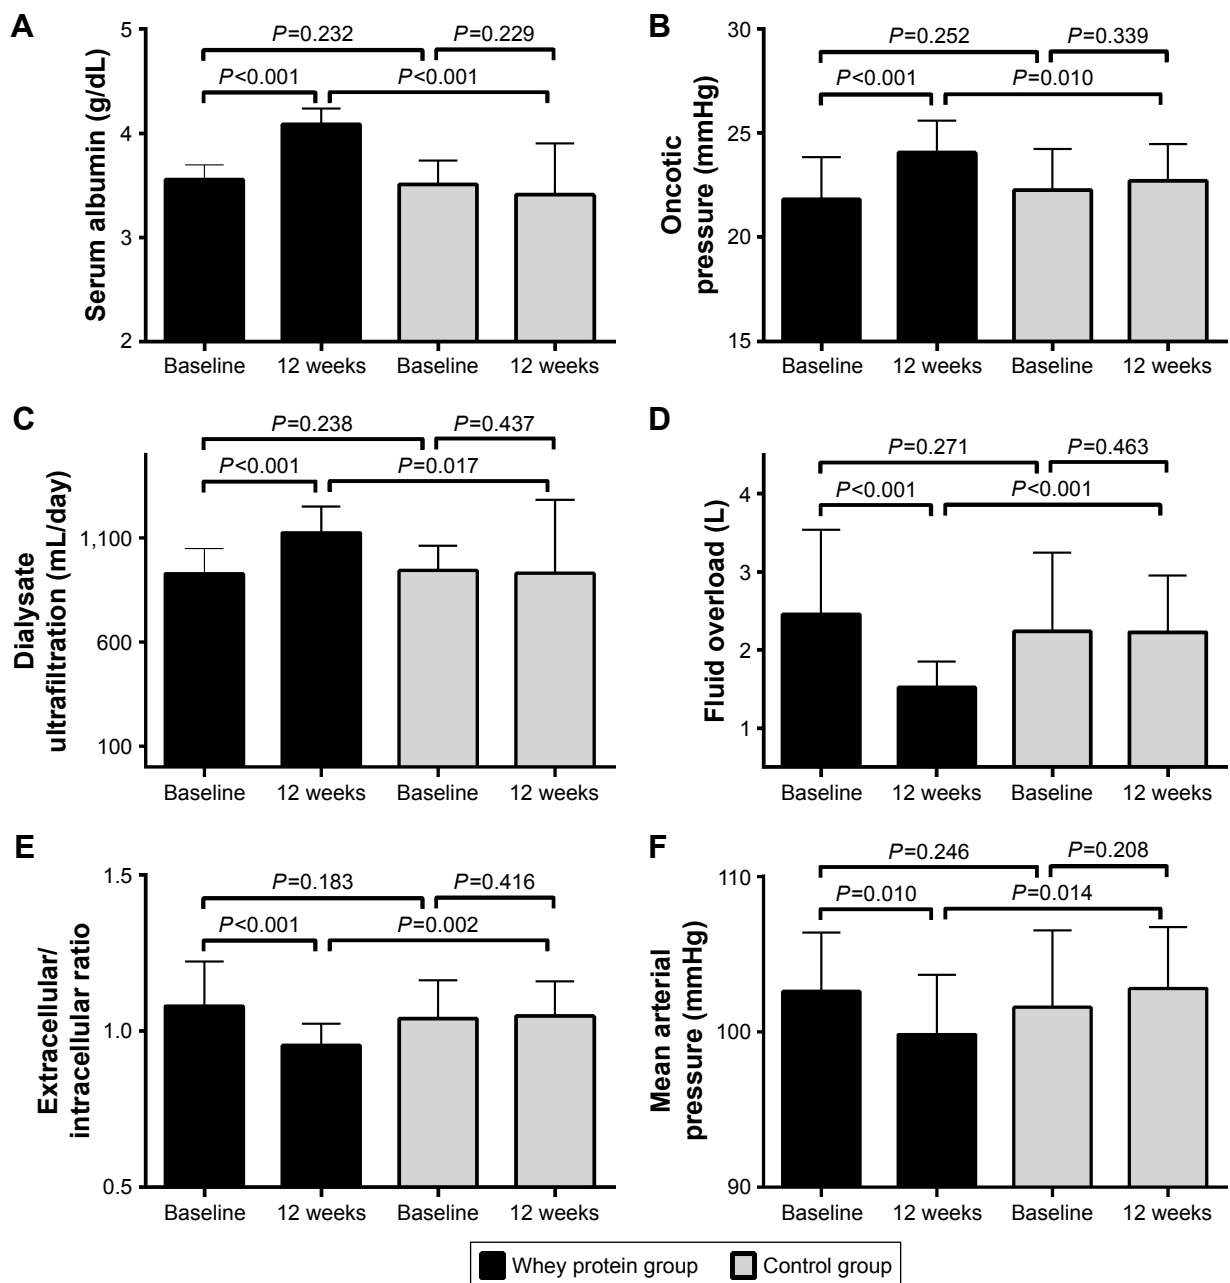 A
Serum albumin (g/dL)
5
4
3
2
P=0.232
P=0.229
P<0.001
P<0.001
Baseline
12 weeks
Baseline
12 weeks
B
Oncotic
pressure (mmHg)
30
25
20
15
P=0.252
P=0.339
P<0.001
P=0.010
Baseline
12 weeks
Baseline
12 weeks
C
Dialysate
ultrafiltration (mL/day)
1,100
600
100
P=0.238
P=0.437
P<0.001
P=0.017
Baseline
12 weeks
Baseline
12 weeks
D
Fluid overload (L)
4
3
2
1
P=0.271
P=0.463
P<0.001
P<0.001
Baseline
12 weeks
Baseline
12 weeks
E
Extracellular/
intracellular ratio
1.5
1.0
0.5
P=0.183
P=0.416
P<0.001
P=0.002
Baseline
12 weeks
Baseline
12 weeks
F
Mean arterial
pressure (mmHg)
110
100
90
P=0.246
P=0.208
P=0.010
P=0.014
Baseline
12 weeks
Baseline
12 weeks
Whey protein group
Control group